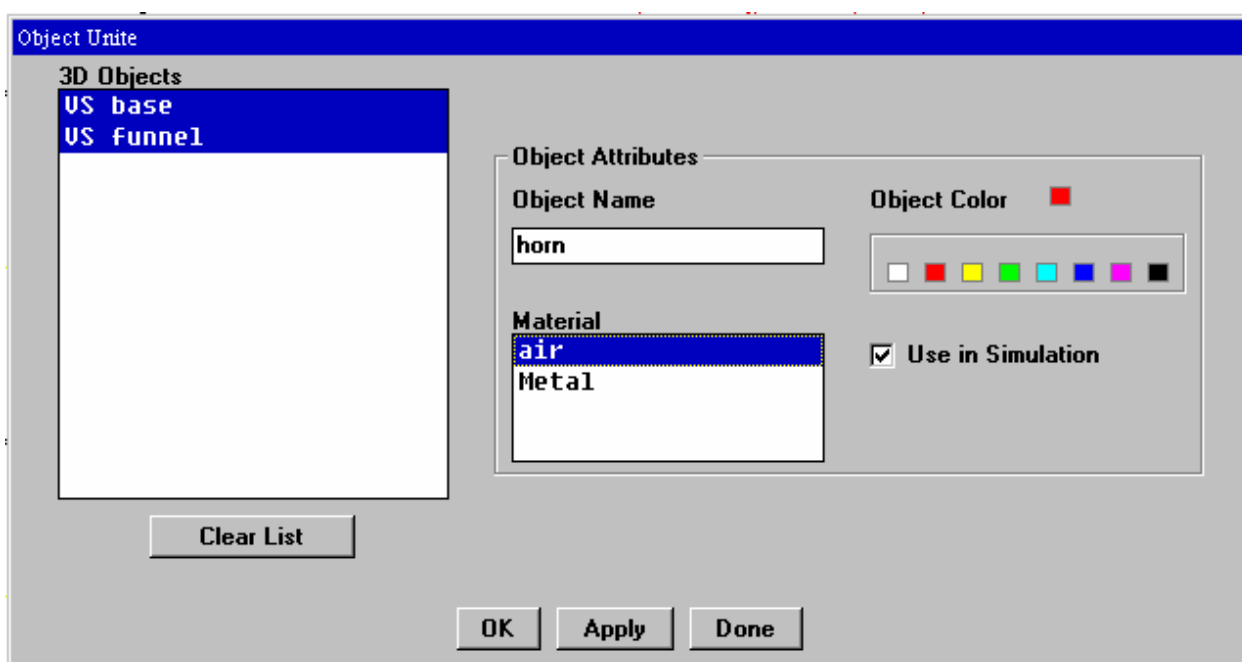 Object Unite
3D Objects
VS base
VS funnel
Clear List
Object Attributes
Object Name
horn
Material
air
Metal
Object Color
Use in Simulation
OK
Apply
Done